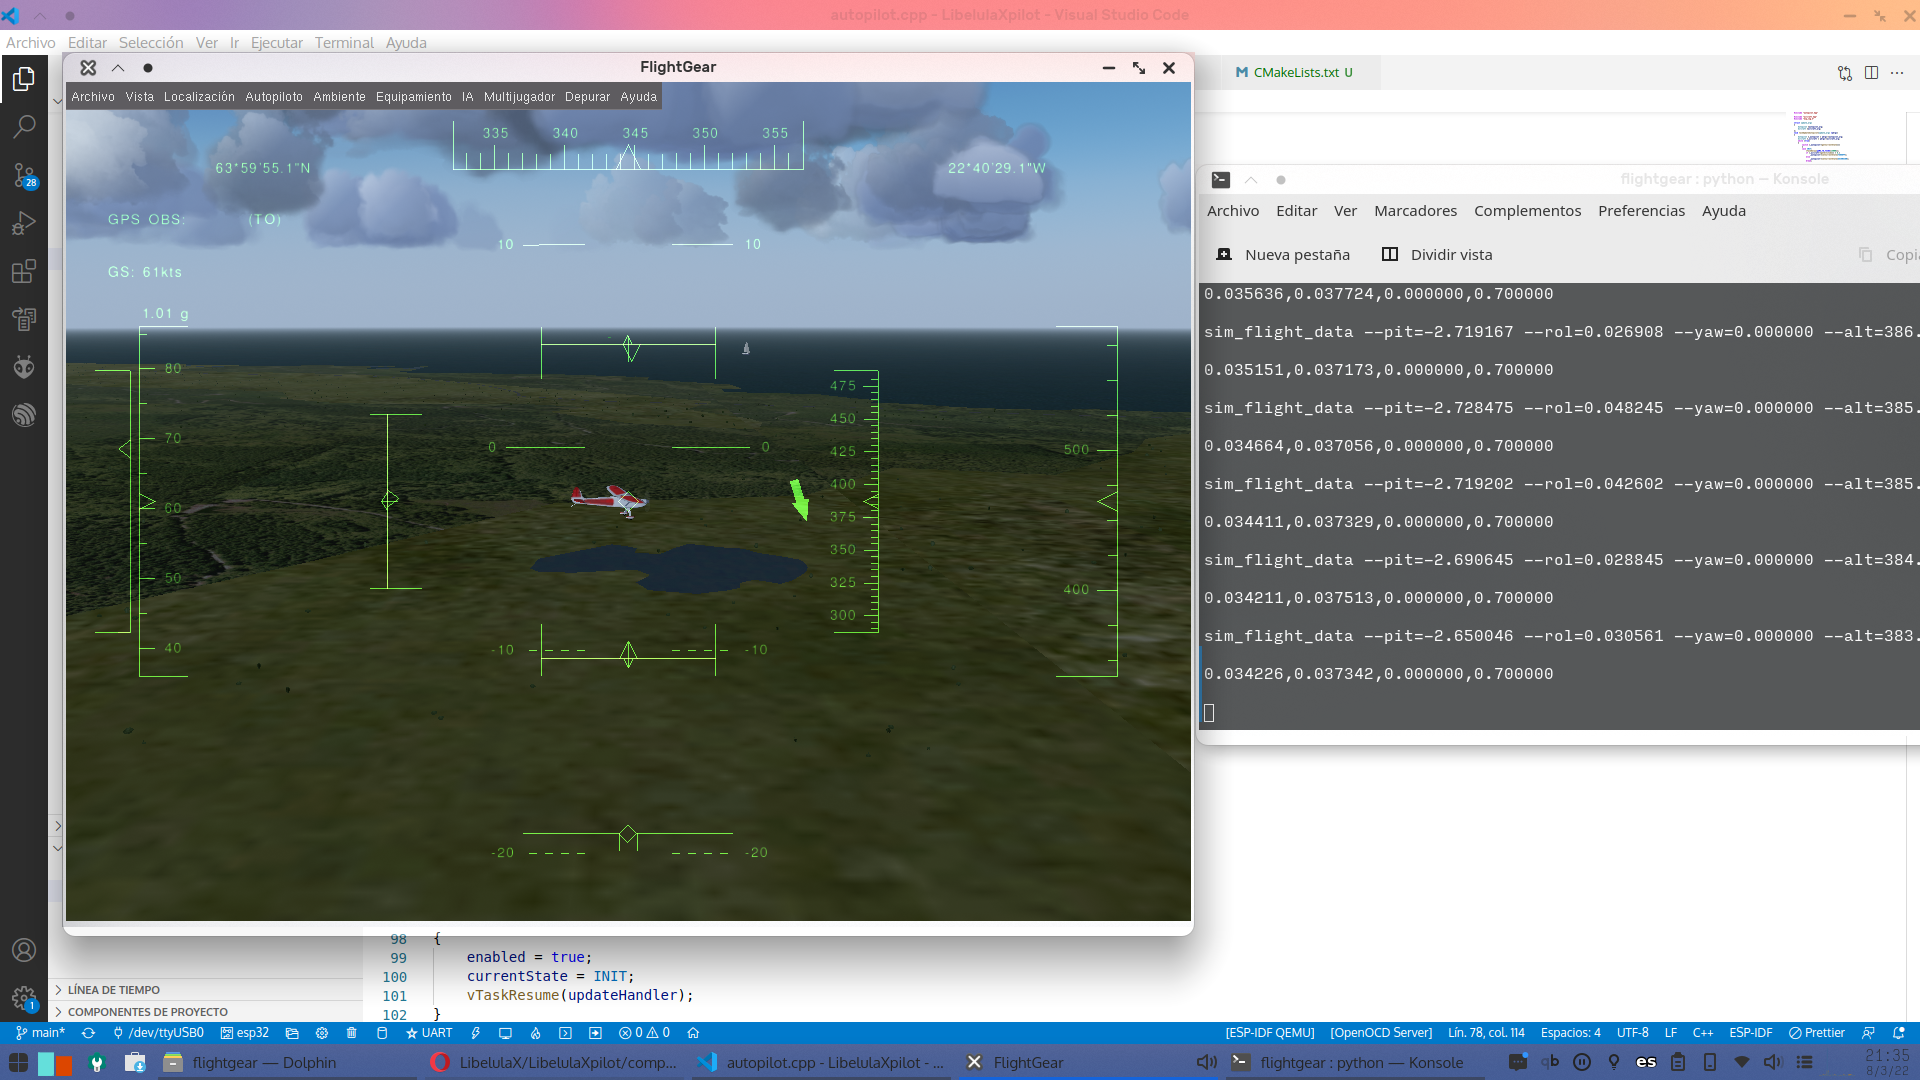 autopilot.cpp - LibelulaXpilot - Visual Studio Code
Archivo Editar Selección Ver Ir Ejecutar Terminal Ayuda
FlightGear
CMakeLists.txt U
Archivo Vista Localización Autopiloto Ambiente Equipamiento IA Multijugador Depurar Ayuda
335 340 345 350 355
63*59'55.1"N
22*40'29.1"W
GPS OBS: (TO)
10 10
GS: 61kts
1.01 g
80
70
60
50
40
0 0
475
450
425
400
375
350
325
300
500
400
-10 -10
-20 -20
flightgear : python — Konsole
Archivo Editar Ver Marcadores Complementos Preferencias Ayuda
Nueva pestaña Dividir vista Copia
0.035636,0.037724,0.000000,0.700000
sim_flight_data --pit=-2.719167 --rol=0.026908 --yaw=0.000000 --alt=386.
0.035151,0.037173,0.000000,0.700000
sim_flight_data --pit=-2.728475 --rol=0.048245 --yaw=0.000000 --alt=385.
0.034664,0.037056,0.000000,0.700000
sim_flight_data --pit=-2.719202 --rol=0.042602 --yaw=0.000000 --alt=385.
0.034411,0.037329,0.000000,0.700000
sim_flight_data --pit=-2.690645 --rol=0.028845 --yaw=0.000000 --alt=384.
0.034211,0.037513,0.000000,0.700000
sim_flight_data --pit=-2.650046 --rol=0.030561 --yaw=0.000000 --alt=383.
0.034226,0.037342,0.000000,0.700000
28
98 {
99 enabled = true;
100 currentState = INIT;
101 vTaskResume(updateHandler);
102 }
LÍNEA DE TIEMPO
COMPONENTES DE PROYECTO
1
main* /dev/ttyUSB0 esp32 UART 0 0 [ESP-IDF QEMU] [OpenOCD Server] Lín. 78, col. 114 Espacios: 4 UTF-8 LF C++ ESP-IDF Prettier
flightgear — Dolphin LibelulaX/LibelulaXpilot/comp... autopilot.cpp - LibelulaXpilot - ... FlightGear flightgear : python — Konsole qb es 21:35
8/3/22